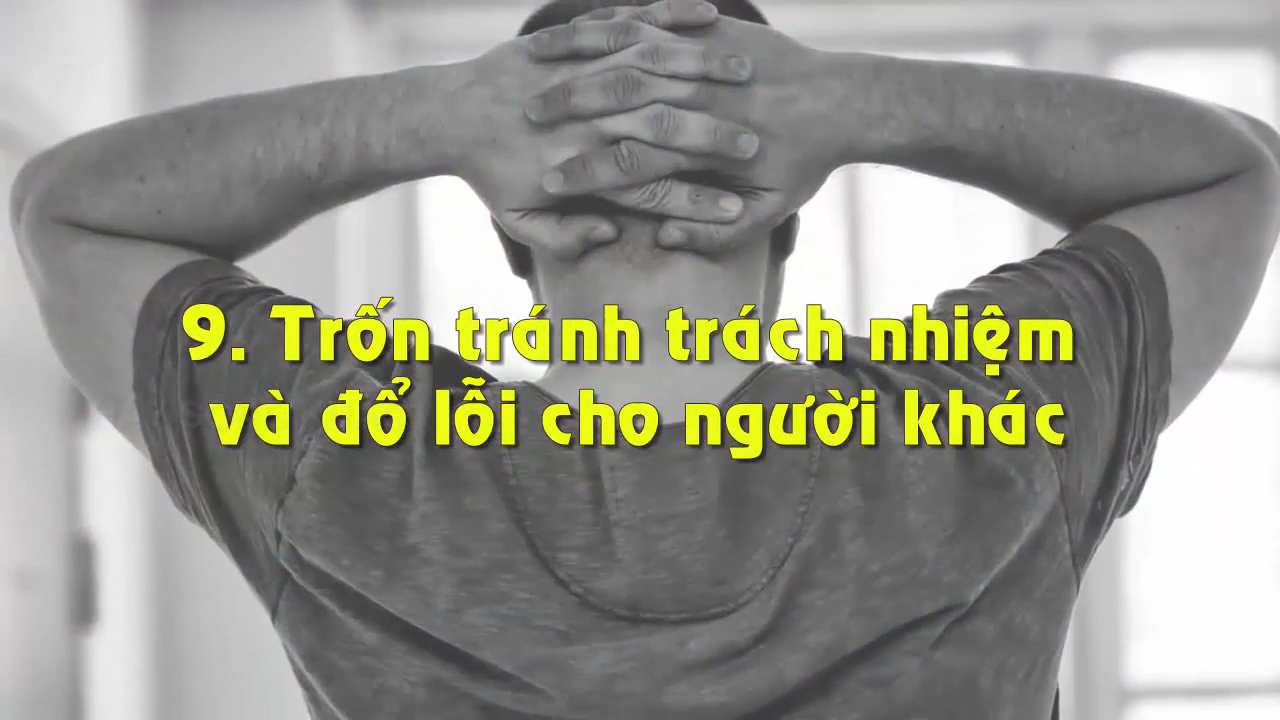 9. Trốn tránh trách nhiệm
và đổ lỗi cho người khác